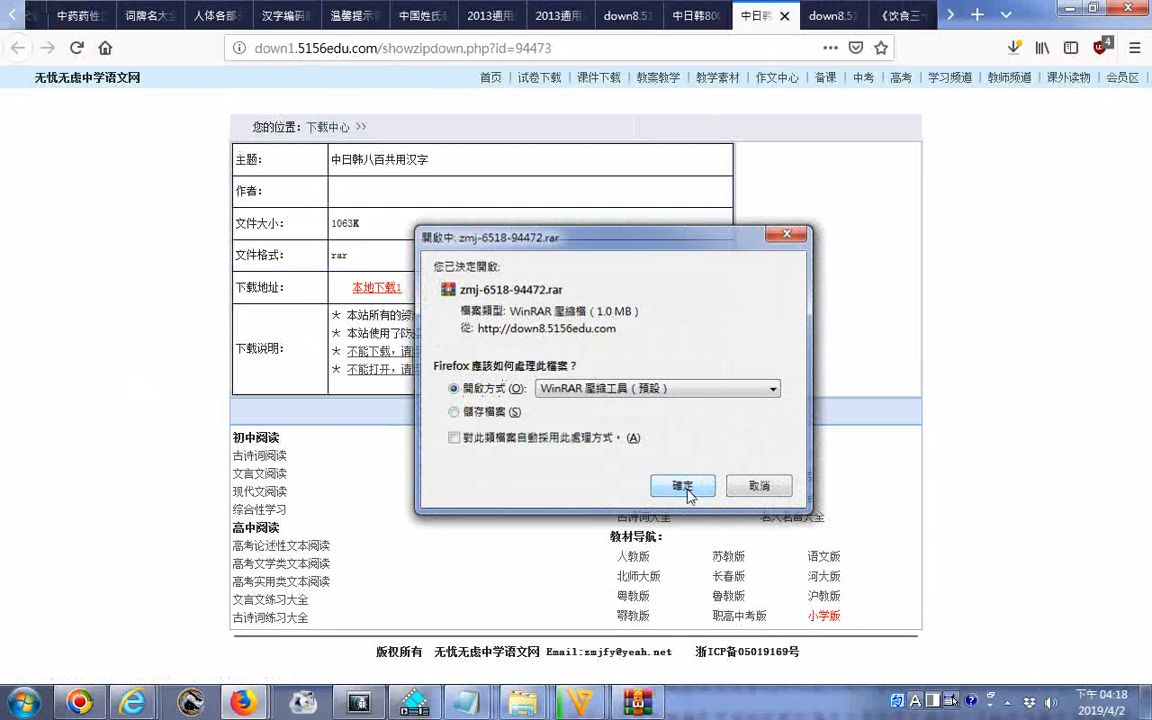 中药药性
词牌名大
人体各部
汉字编码
温馨提示
中国姓氏
2013通用
2013通用
down8.5
中日韩80
中日韩
down8.5
《饮食三
down1.5156edu.com/showzipdown.php?id=94473
4
无忧无虑中学语文网
首页 试卷下载 课件下载 教案教学 教学素材 作文中心 备课 中考 高考 学习频道 教师频道 课外读物 会员区
您的位置: 下载中心 >>
主题: 中日韩八百共用汉字
作者:
文件大小: 1063K
文件格式: rar
下载地址: 本地下载1
下载说明:
* 本站所有的资
* 本站使用了防
* 不能下载,请
* 不能打开,请
開啟中: zmj-6518-94472.rar
您已決定開啟:
zmj-6518-94472.rar
檔案類型: WinRAR 壓縮檔 ( 1.0 MB )
從: http://down8.5156edu.com
Firefox 應該如何處理此檔案?
開啟方式 (O): WinRAR 壓縮工具 ( 預設 )
儲存檔案 (S)
對此類檔案自動採用此處理方式。(A)
確定
取消
初中阅读
古诗词阅读
文言文阅读
现代文阅读
综合性学习
高中阅读
高考论述性文本阅读
高考文学类文本阅读
高考实用类文本阅读
文言文练习大全
古诗词练习大全
古诗词大全 名人名言大全
教材导航:
人教版 苏教版 语文版
北师大版 长春版 河大版
粤教版 鲁教版 沪教版
鄂教版 职高中考版 小学版
版权所有 无忧无虑中学语文网 Email:zmjfy@yeah.net 浙ICP备05019169号
下午 04:18
2019/4/2